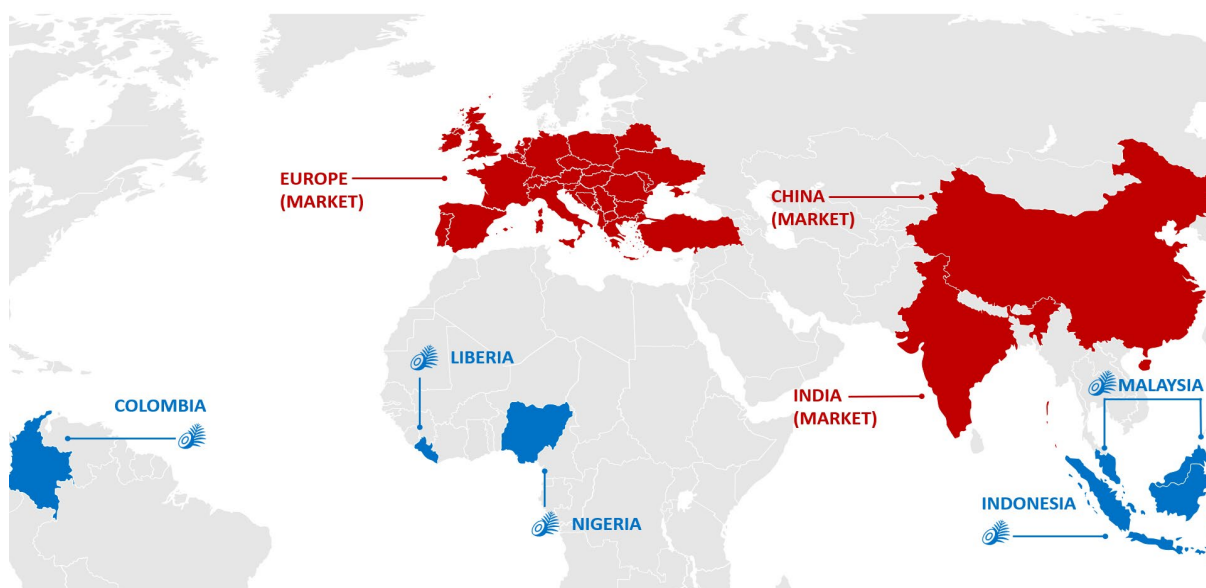 EUROPE
(MARKET)
CHINA
(MARKET)
LIBERIA
MALAYSIA
COLOMBIA
INDIA
(MARKET)
INDONESIA
NIGERIA